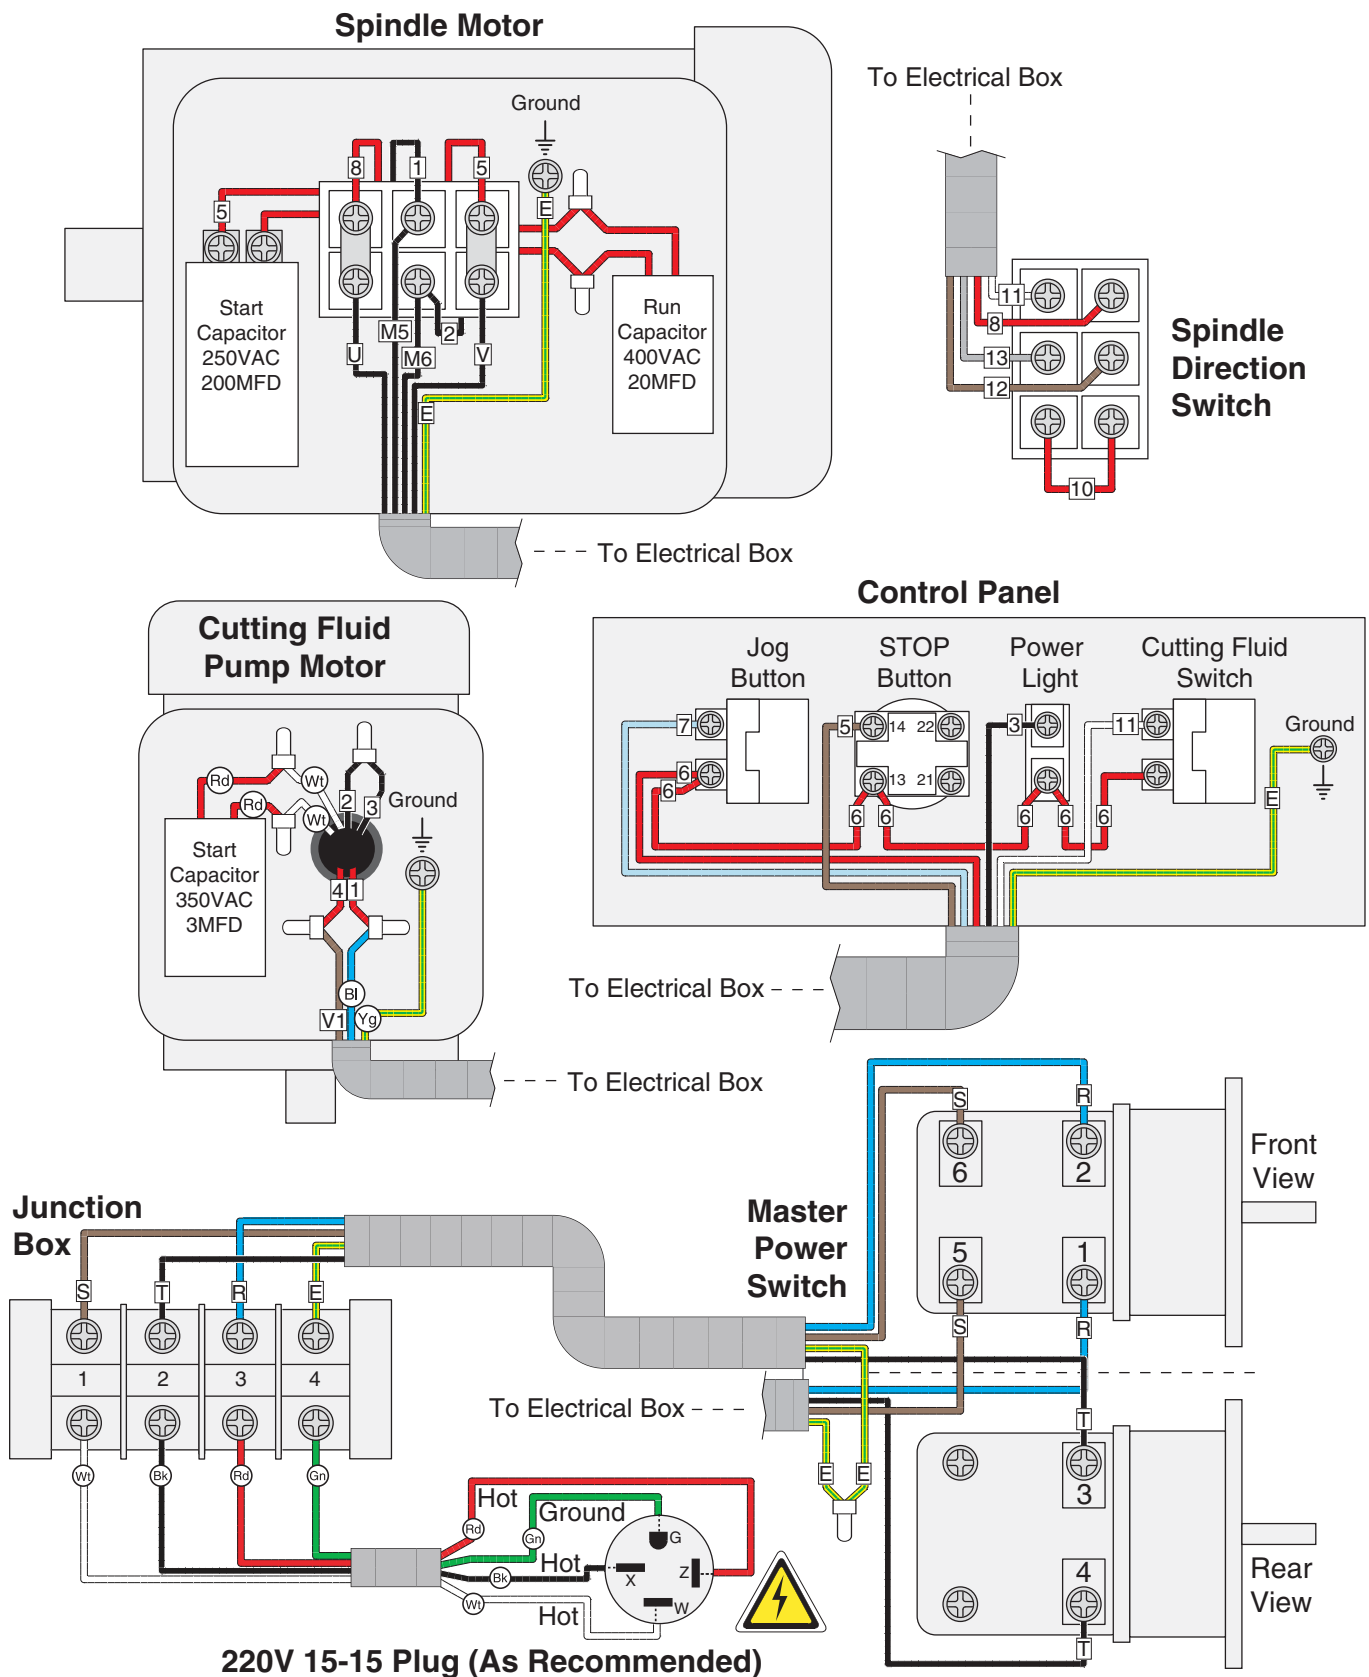 Spindle Motor
Ground
8
1
5
E
5
Start
Capacitor
250VAC
200MFD
Run
Capacitor
400VAC
20MFD
M5
2
U
M6
V
E
To Electrical Box
To Electrical Box
11
8
13
12
10
Spindle
Direction
Switch
Cutting Fluid
Pump Motor
Rd
Wt
2
3
Rd
Wt
Ground
Start
Capacitor
350VAC
3MFD
4
1
Bl
V1
Yg
To Electrical Box
Control Panel
Jog
Button
STOP
Button
Power
Light
Cutting Fluid
Switch
7
5
14
22
3
11
Ground
6
6
13
21
6
6
6
6
6
E
To Electrical Box
Junction
Box
S
T
R
E
1
2
3
4
Wt
Bk
Rd
Gn
Master
Power
Switch
S
R
6
2
5
1
S
R
Front
View
To Electrical Box
E
E
T
3
4
T
Rear
View
Hot
Rd
Ground
Gn
Hot
Bk
Wt
Hot
G
X
Z
W
220V 15-15 Plug (As Recommended)